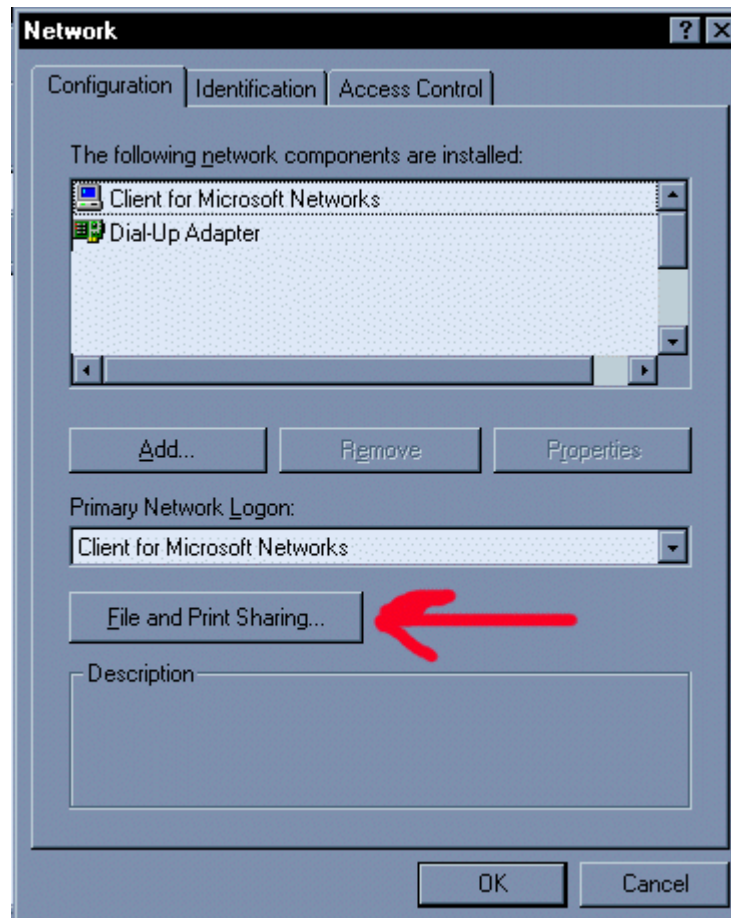 Network
Configuration Identification Access Control
The following network components are installed:
Client for Microsoft Networks
Dial-Up Adapter
Add... Remove Properties
Primary Network Logon:
Client for Microsoft Networks
File and Print Sharing...
Description
OK Cancel